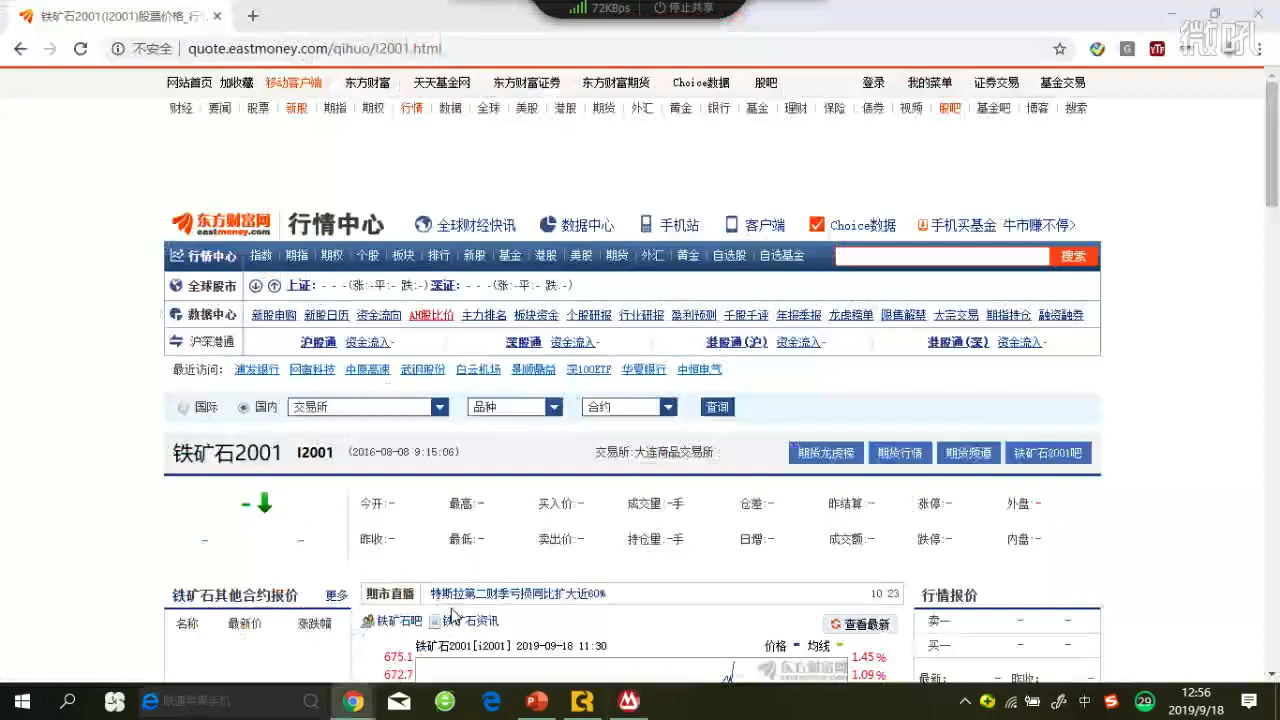 铁矿石2001(I2001)股票价格_行
72KBps 停止共享
微吼
不安全 quote.eastmoney.com/qihuo/I2001.html
网站首页 加收藏 移动客户端 东方财富 天天基金网 东方财富证券 东方财富期货 Choice数据 股吧 登录 我的菜单 证券交易 基金交易
财经 要闻 股票 新股 期指 期权 行情 数据 全球 美股 港股 期货 外汇 黄金 银行 基金 理财 保险 债券 视频 股吧 基金吧 博客 搜索
东方财富网 eastmoney.com 行情中心 全球财经快讯 数据中心 手机站 客户端 Choice数据 手机买基金 牛市赚不停>
行情中心 指数 期指 期权 个股 板块 排行 新股 基金 港股 美股 期货 外汇 黄金 自选股 自选基金 搜索
全球股市 上证: - - -(涨:-平:- 跌:-) 深证: - - -(涨:-平:- 跌:-)
数据中心 新股申购 新股日历 资金流向 AH股比价 主力排名 板块资金 个股研报 行业研报 盈利预测 千股千评 年报季报 龙虎榜单 限售解禁 大宗交易 期指持仓 融资融券
沪深港通 沪股通 资金流入- 深股通 资金流入- 港股通(沪) 资金流入- 港股通(深) 资金流入-
最近访问: 浦发银行 网宿科技 中原高速 武钢股份 白云机场 景顺鼎益 深100ETF 华夏银行 中恒电气
国际 国内 交易所 品种 合约 查询
铁矿石2001 I2001 (2016-08-08 9:15:06) 交易所:大连商品交易所 期货龙虎榜 期货行情 期货频道 铁矿石2001吧
- 今开:- 最高:- 买入价:- 成交量:-手 仓差:- 昨结算:- 涨停:- 外盘:-
- - 昨收:- 最低:- 卖出价:- 持仓量:-手 日增:- 成交额:- 跌停:- 内盘:-
铁矿石其他合约报价 更多 期市直播 特斯拉第二财季亏损同比扩大近60% 10 23 行情报价
名称 最新价 涨跌幅 铁矿石吧 铁矿石资讯 查看最新 卖一 - -
铁矿石2001[i2001] 2019-09-18 11:30 价格 均线 买一 - -
675.1 1.45%
672.7 东方财富网 1.09% 最新: - 昨收: -
联通苹果手机 29 中 12:56
2019/9/18